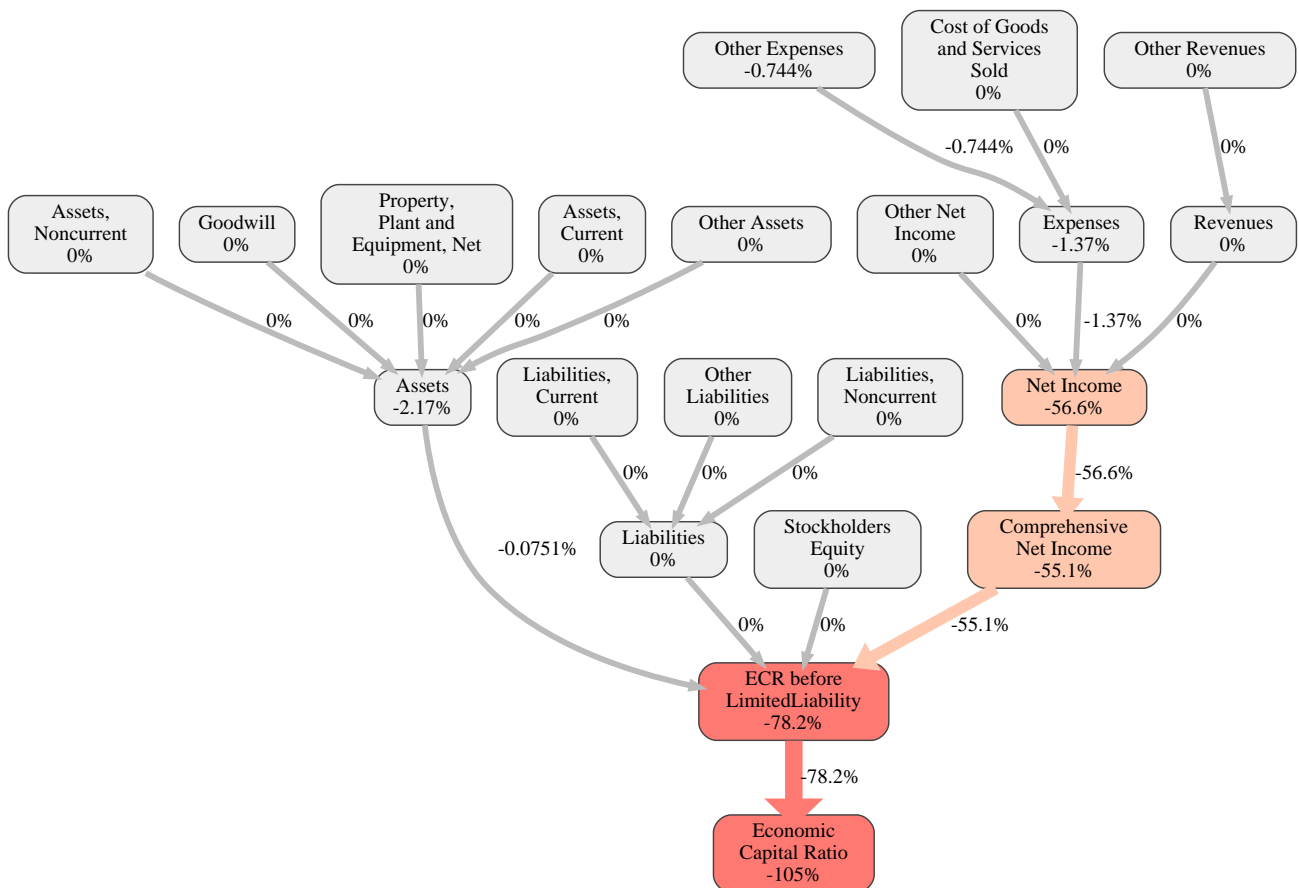 Other Expenses
-0.744%
Cost of Goods
and Services
Sold
0%
Other Revenues
0%
-0.744%
0%
0%
Assets,
Noncurrent
0%
Goodwill
0%
Property,
Plant and
Equipment, Net
0%
Assets,
Current
0%
Other Assets
0%
Other Net
Income
0%
Expenses
-1.37%
Revenues
0%
0%
0%
0%
0%
0%
0%
-1.37%
0%
Assets
-2.17%
Liabilities,
Current
0%
Other
Liabilities
0%
Liabilities,
Noncurrent
0%
Net Income
-56.6%
0%
0%
0%
-56.6%
-0.0751%
Liabilities
0%
Stockholders
Equity
0%
Comprehensive
Net Income
-55.1%
0%
0%
-55.1%
ECR before
LimitedLiability
-78.2%
-78.2%
Economic
Capital Ratio
-105%